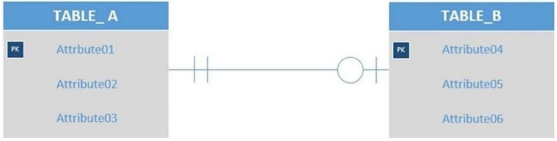 TABLE_ A
PK Attrbute01
Attribute02
Attribute03
TABLE_B
PK Attribute04
Attribute05
Attribute06